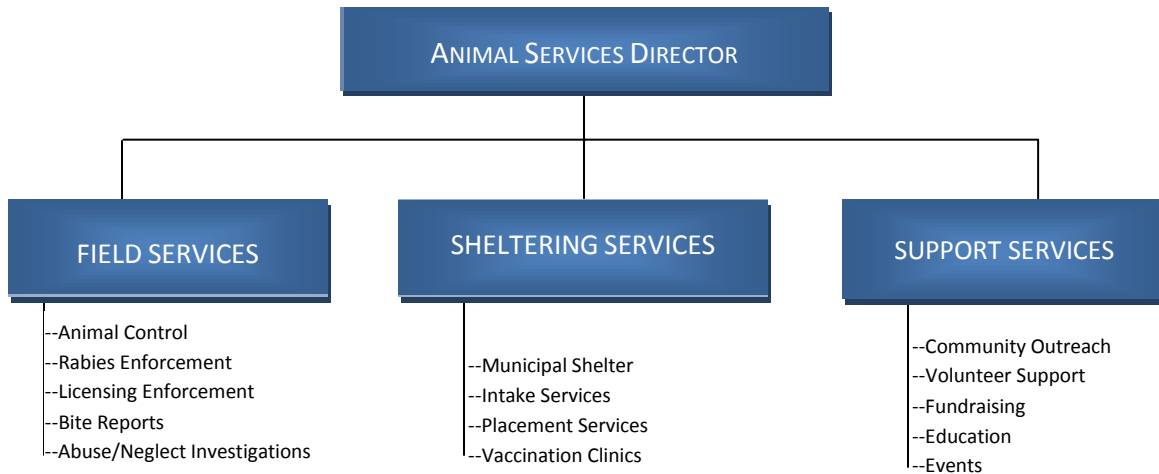 ANIMAL SERVICES DIRECTOR
FIELD SERVICES
--Animal Control
--Rabies Enforcement
--Licensing Enforcement
--Bite Reports
--Abuse/Neglect Investigations
SHELTERING SERVICES
--Municipal Shelter
--Intake Services
--Placement Services
--Vaccination Clinics
SUPPORT SERVICES
--Community Outreach
--Volunteer Support
--Fundraising
--Education
--Events